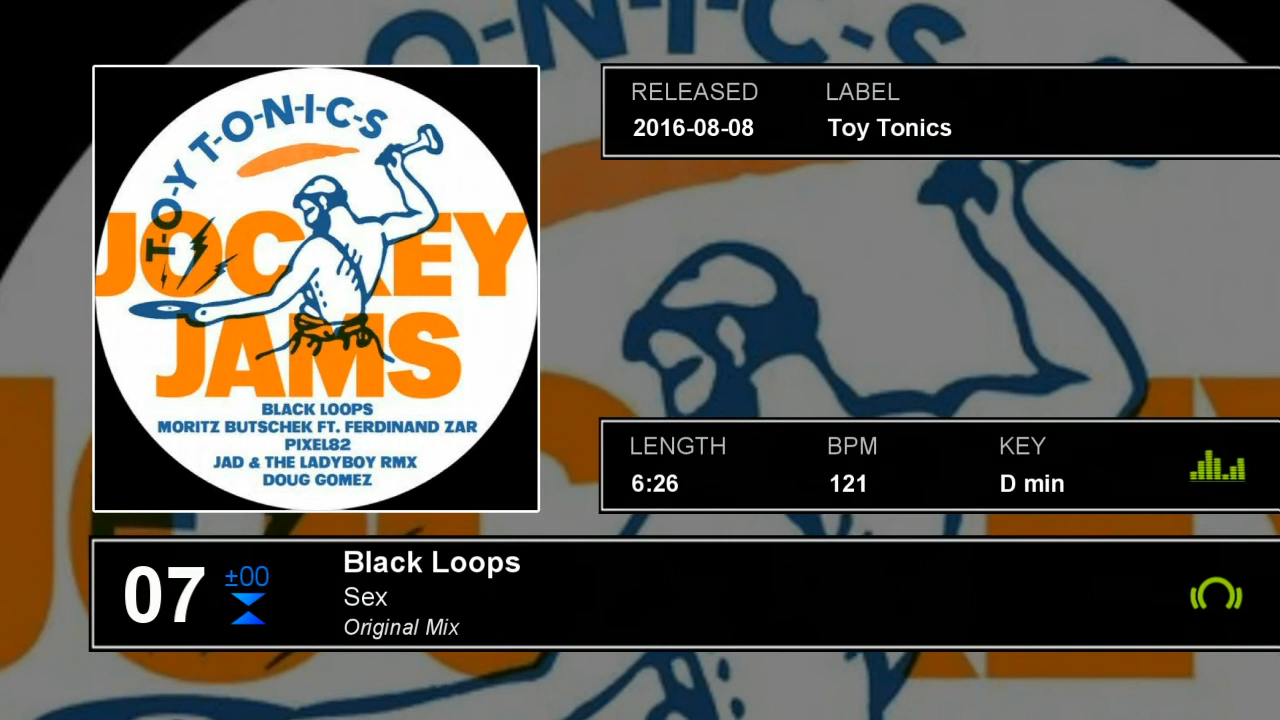 O-N-I-C-S
T-O-Y T-O-N-I-C-S
JOCKEY
JAMS
BLACK LOOPS
MORITZ BUTSCHEK FT. FERDINAND ZAR
PIXEL82
JAD & THE LADYBOY RMX
DOUG GOMEZ
RELEASED LABEL
2016-08-08 Toy Tonics
LENGTH BPM KEY
6:26 121 D min
07 ±00
Black Loops
Sex
Original Mix